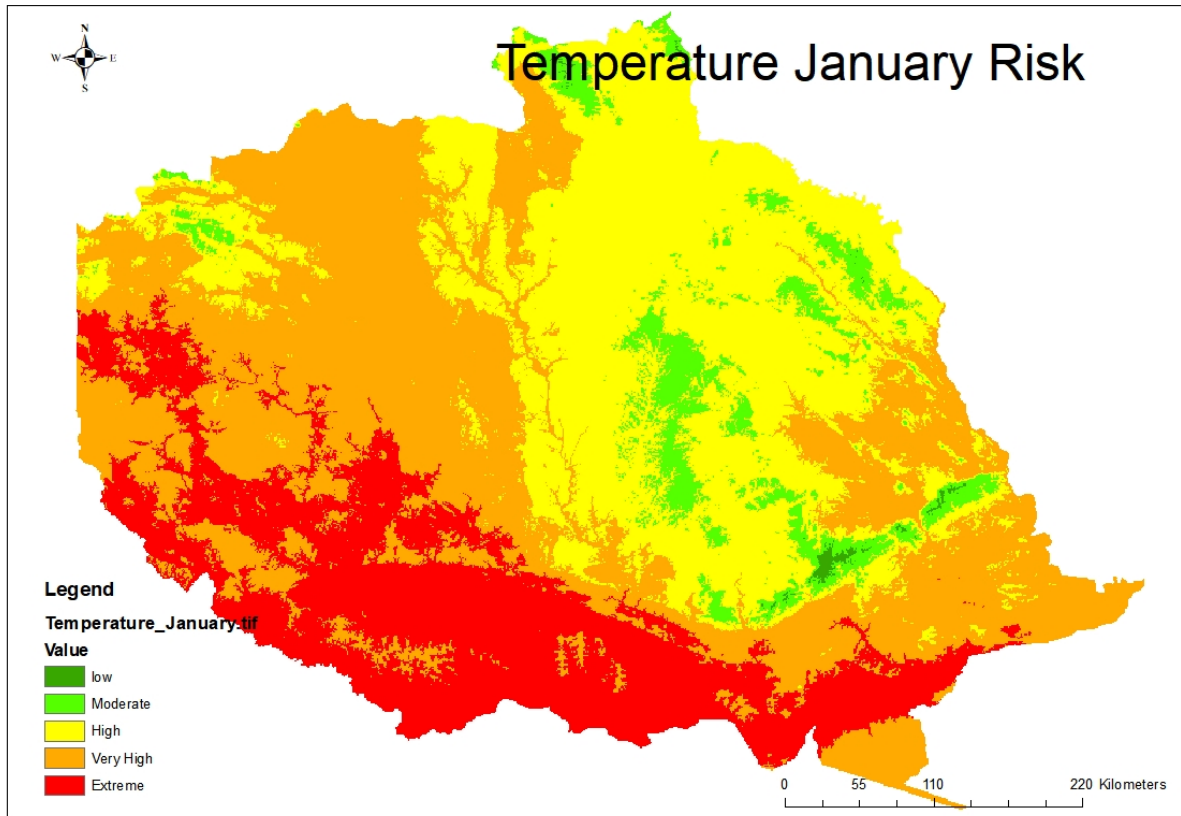 N
W E
S
Temperature January Risk
Legend
Temperature_January.tif
Value
low
Moderate
High
Very High
Extreme
0 55 110 220 Kilometers